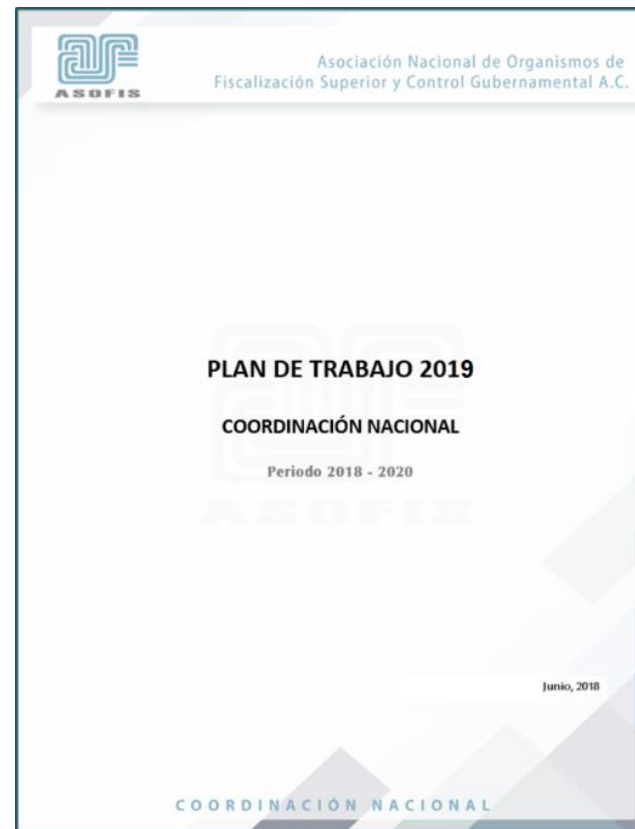 ASOFIS
Asociación Nacional de Organismos de
Fiscalización Superior y Control Gubernamental A.C.
PLAN DE TRABAJO 2019
COORDINACIÓN NACIONAL
Periodo 2018 - 2020
ASOFIS
Junio, 2018
COORDINACIÓN NACIONAL